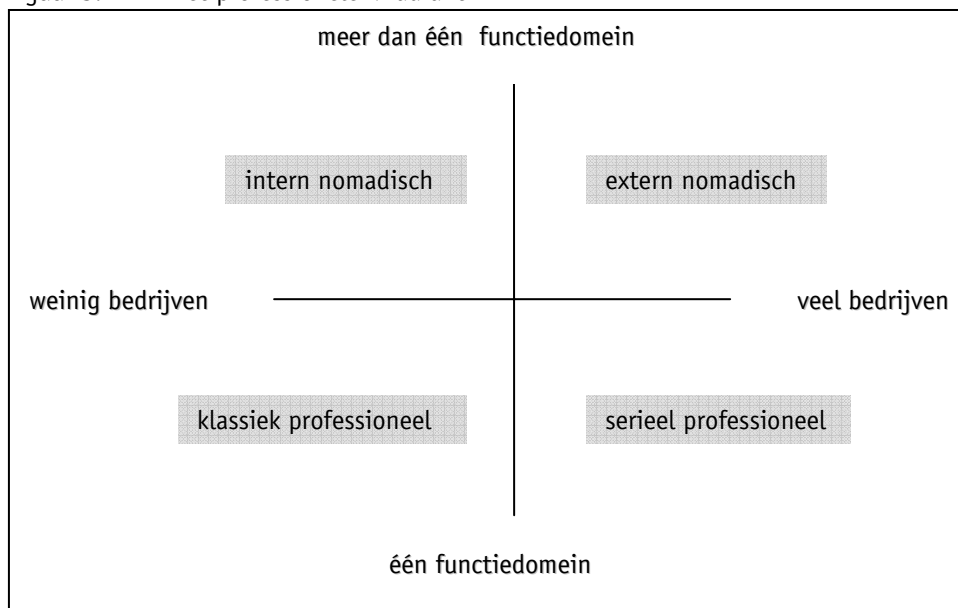 meer dan één functiedomein
intern nomadisch extern nomadisch
weinig bedrijven veel bedrijven
klassiek professioneel serieel professioneel
één functiedomein